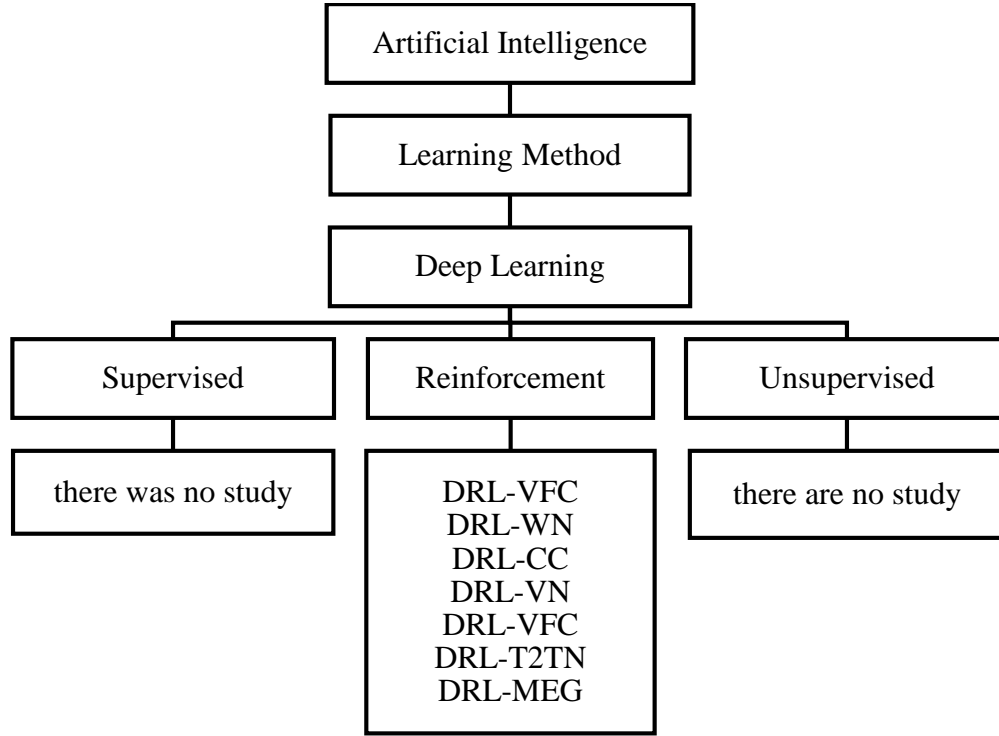 Artificial Intelligence
Learning Method
Deep Learning
Supervised
Reinforcement
Unsupervised
there was no study
DRL-VFC
DRL-WN
DRL-CC
DRL-VN
DRL-VFC
DRL-T2TN
DRL-MEG
there are no study